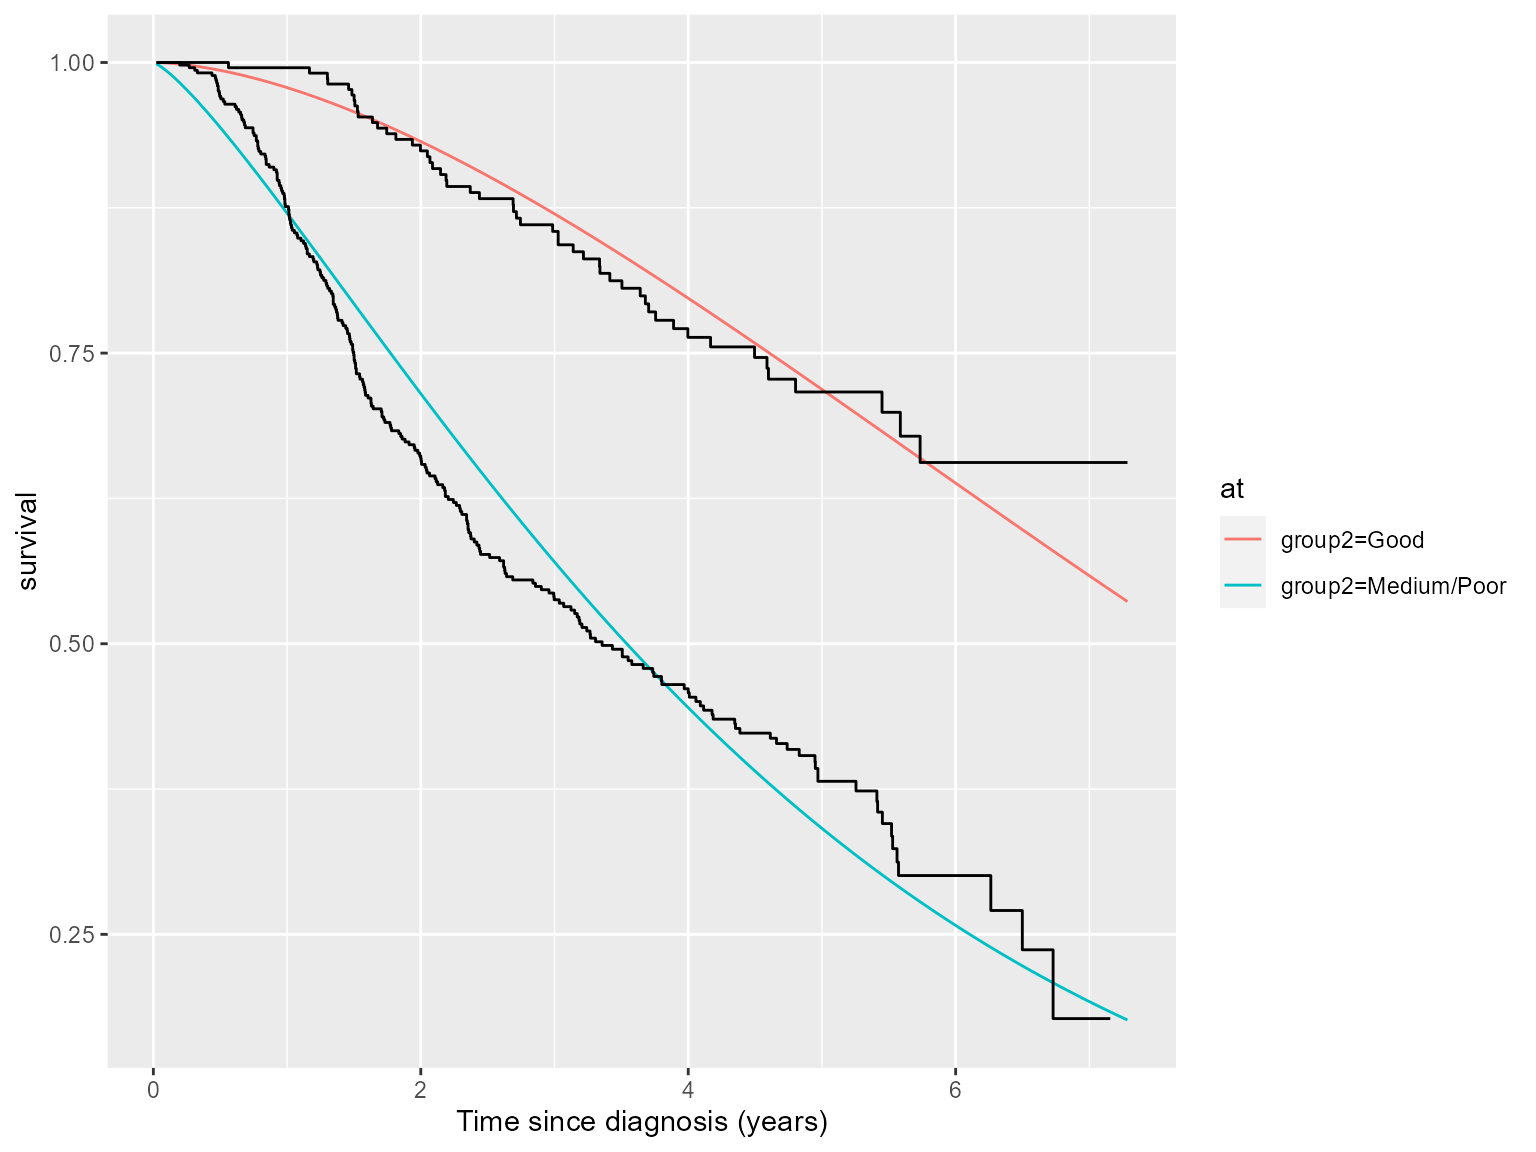 1.00
0.75
0.50
0.25
survival
0
2
4
6
Time since diagnosis (years)
at
group2=Good
group2=Medium/Poor